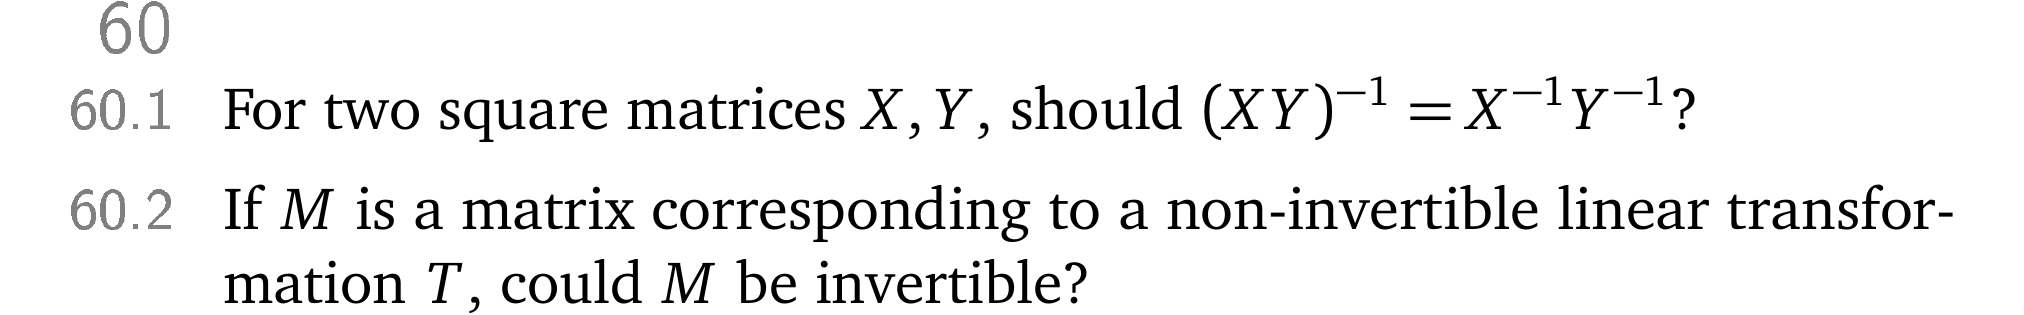 60
60.1 For two square matrices X, Y, should (XY)⁻¹ = X⁻¹Y⁻¹?
60.2 If M is a matrix corresponding to a non-invertible linear transfor-
mation T, could M be invertible?